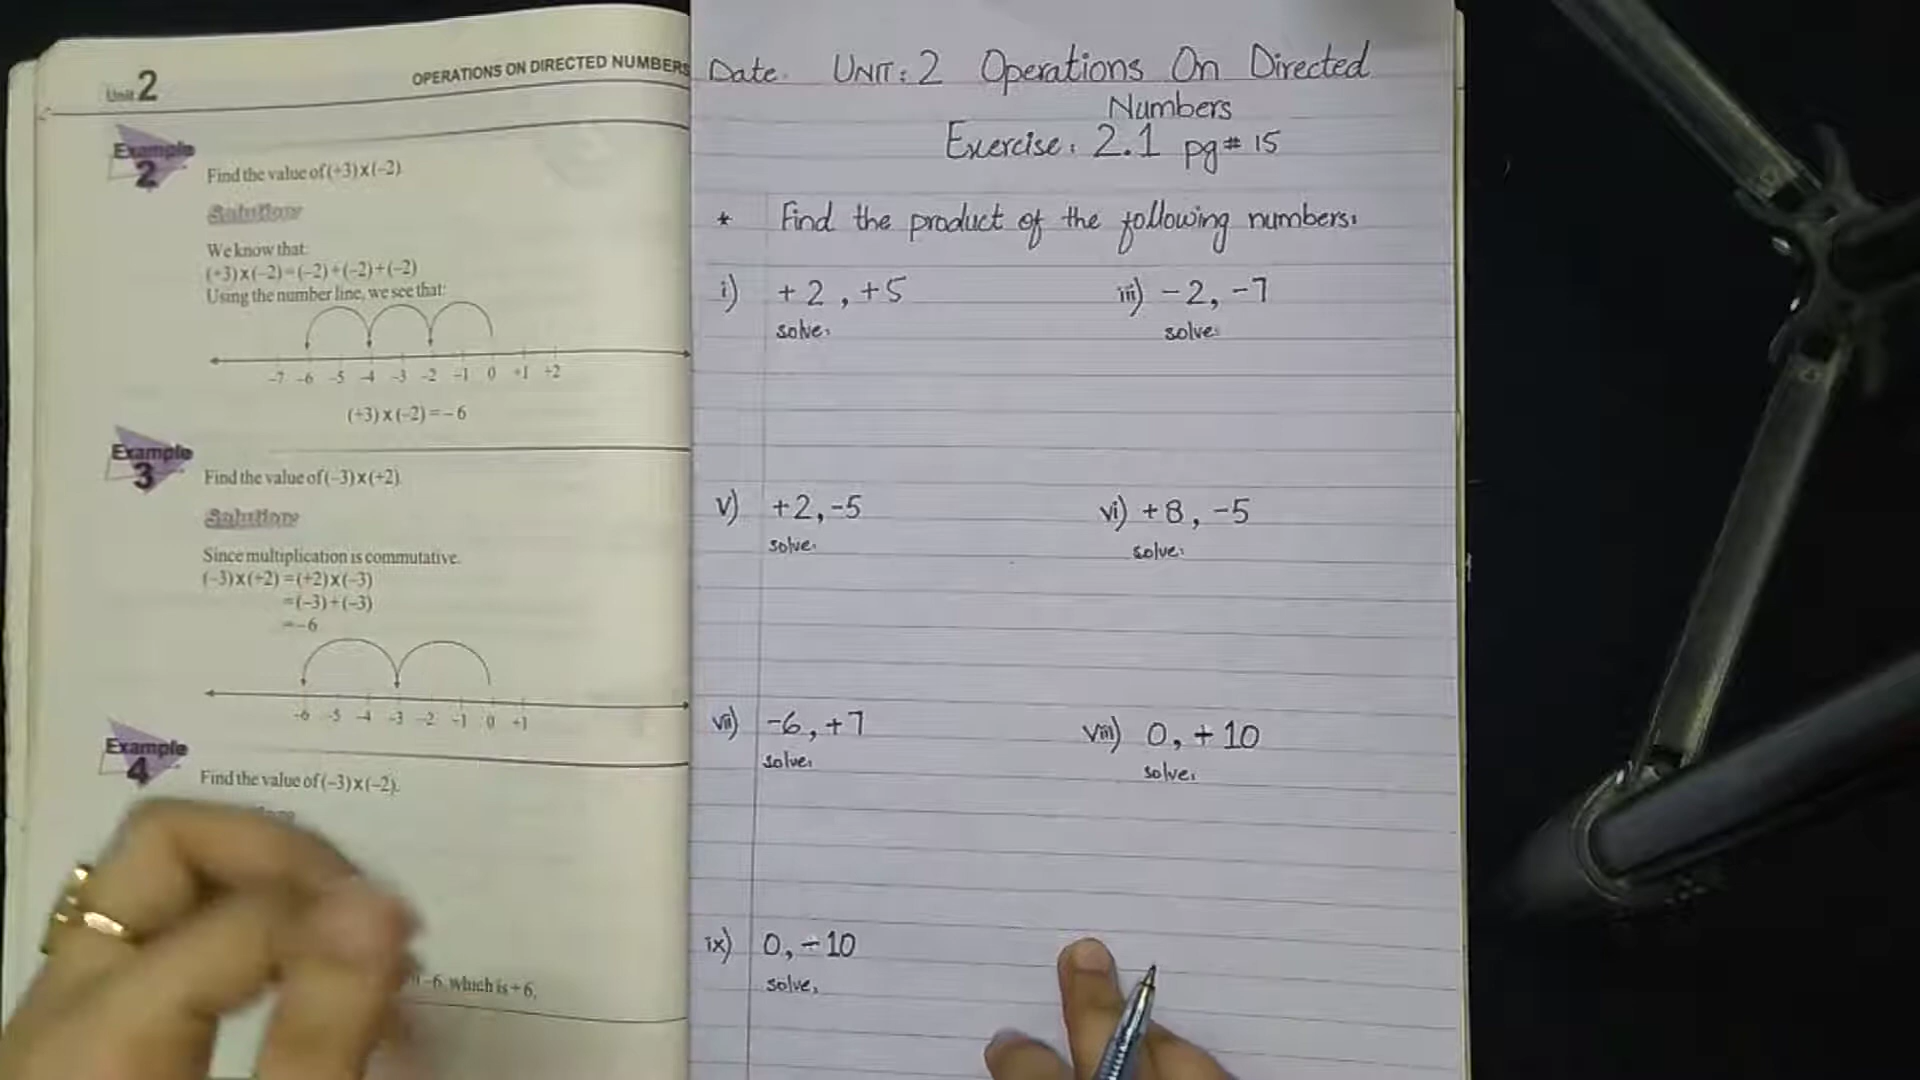 Unit 2
OPERATIONS ON DIRECTED NUMBERS
Example 2
Find the value of (+3)x(−2)
Solution
We know that:
(+3)x(−2)=(−2)+(−2)+(−2)
Using the number line, we see that:
−7 −6 −5 −4 −3 −2 −1 0 +1 +2
(+3)x(−2)=−6
Example 3
Find the value of (−3)x(+2).
Solution
Since multiplication is commutative.
(−3)x(+2)=(+2)x(−3)
=(−3)+(−3)
=−6
−6 −5 −4 −3 −2 −1 0 +1
Example 4
Find the value of (−3)x(−2).
−6, which is +6,
Date. UNIT: 2 Operations On Directed
Numbers
Exercise: 2.1 pg# 15
* Find the product of the following numbers.
i) +2, +5 iii) −2, −7
solve. solve.
v) +2, −5 vi) +8, −5
solve. solve.
vii) −6, +7 viii) 0, +10
solve. solve.
ix) 0, −10
solve.